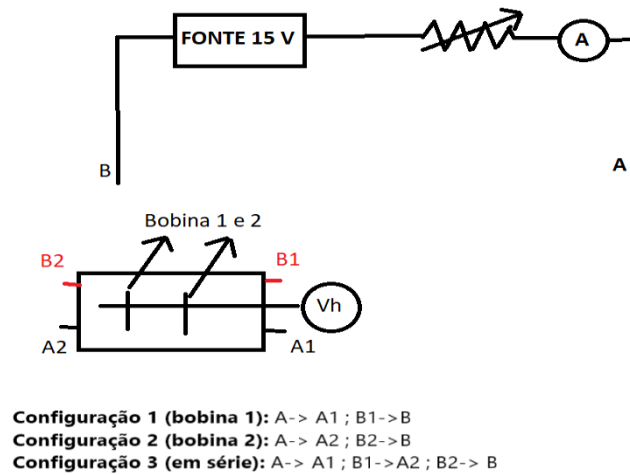 FONTE 15 V
A
B
A
Bobina 1 e 2
B2
B1
Vh
A2
A1
Configuração 1 (bobina 1): A-> A1 ; B1->B
Configuração 2 (bobina 2): A-> A2 ; B2->B
Configuração 3 (em série): A-> A1 ; B1->A2 ; B2-> B